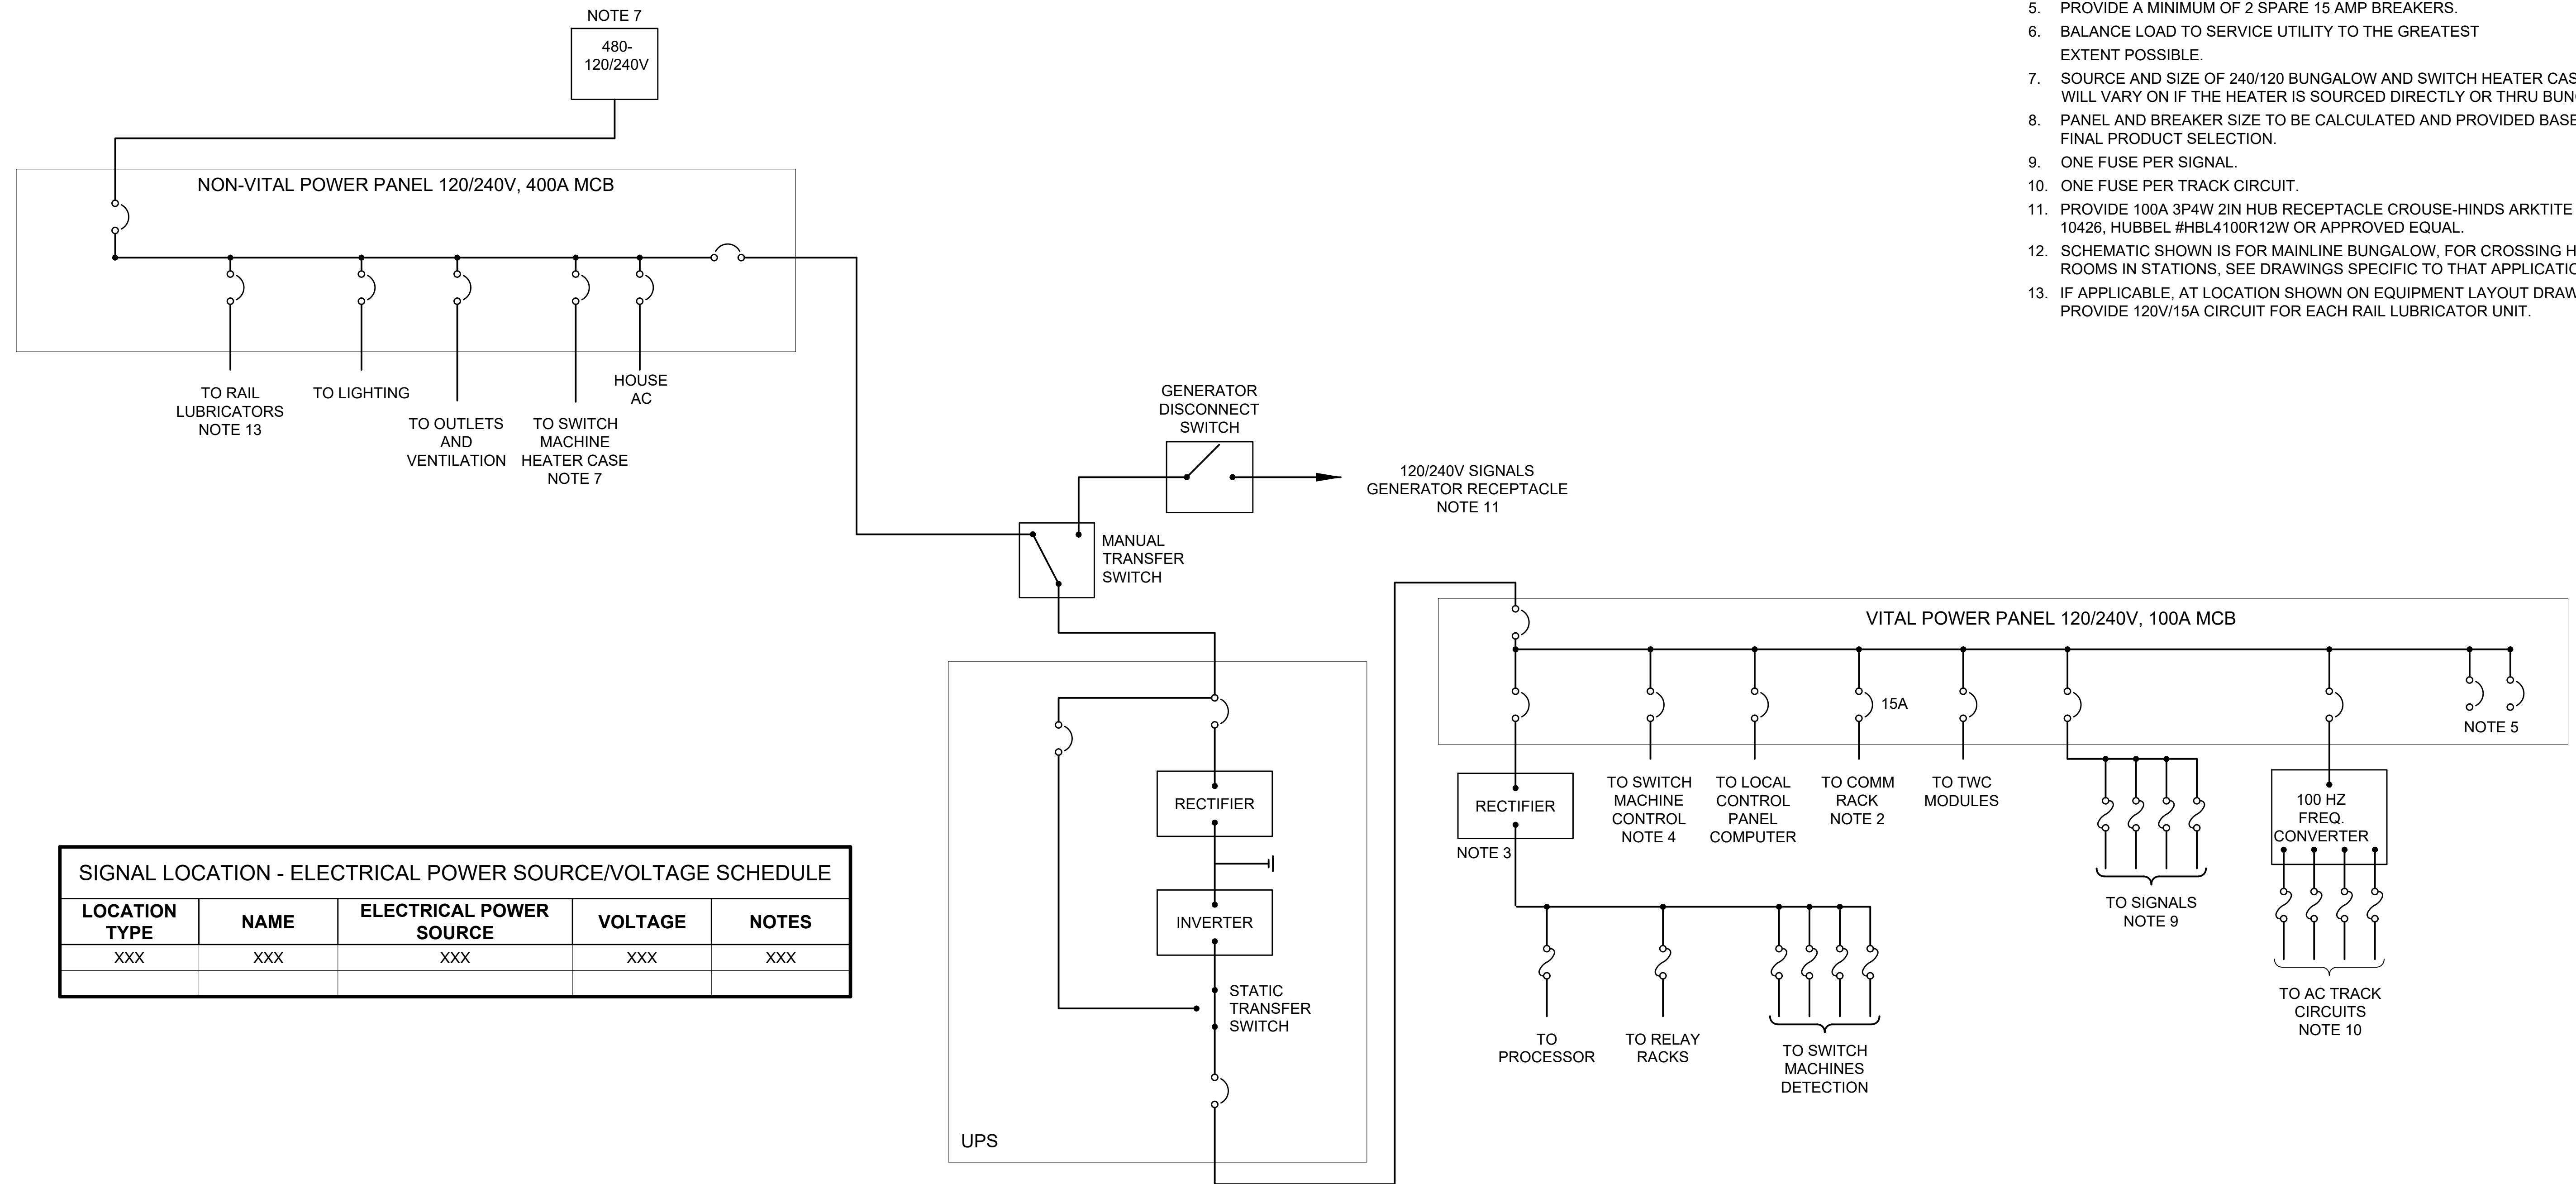 NOTE 7
480-
120/240V
5. PROVIDE A MINIMUM OF 2 SPARE 15 AMP BREAKERS.
6. BALANCE LOAD TO SERVICE UTILITY TO THE GREATEST
EXTENT POSSIBLE.
7. SOURCE AND SIZE OF 240/120 BUNGALOW AND SWITCH HEATER CAS
WILL VARY ON IF THE HEATER IS SOURCED DIRECTLY OR THRU BUN
8. PANEL AND BREAKER SIZE TO BE CALCULATED AND PROVIDED BASE
FINAL PRODUCT SELECTION.
9. ONE FUSE PER SIGNAL.
10. ONE FUSE PER TRACK CIRCUIT.
11. PROVIDE 100A 3P4W 2IN HUB RECEPTACLE CROUSE-HINDS ARKTITE
10426, HUBBEL #HBL4100R12W OR APPROVED EQUAL.
12. SCHEMATIC SHOWN IS FOR MAINLINE BUNGALOW, FOR CROSSING H
ROOMS IN STATIONS, SEE DRAWINGS SPECIFIC TO THAT APPLICATIO
13. IF APPLICABLE, AT LOCATION SHOWN ON EQUIPMENT LAYOUT DRAW
PROVIDE 120V/15A CIRCUIT FOR EACH RAIL LUBRICATOR UNIT.
NON-VITAL POWER PANEL 120/240V, 400A MCB
TO RAIL
LUBRICATORS
NOTE 13
TO LIGHTING
TO OUTLETS
AND
VENTILATION
TO SWITCH
MACHINE
HEATER CASE
NOTE 7
HOUSE
AC
GENERATOR
DISCONNECT
SWITCH
120/240V SIGNALS
GENERATOR RECEPTACLE
NOTE 11
MANUAL
TRANSFER
SWITCH
VITAL POWER PANEL 120/240V, 100A MCB
15A
NOTE 5
RECTIFIER
INVERTER
STATIC
TRANSFER
SWITCH
UPS
RECTIFIER
NOTE 3
TO SWITCH
MACHINE
CONTROL
NOTE 4
TO LOCAL
CONTROL
PANEL
COMPUTER
TO COMM
RACK
NOTE 2
TO TWC
MODULES
TO SIGNALS
NOTE 9
100 HZ
FREQ.
CONVERTER
TO AC TRACK
CIRCUITS
NOTE 10
TO
PROCESSOR
TO RELAY
RACKS
TO SWITCH
MACHINES
DETECTION
SIGNAL LOCATION - ELECTRICAL POWER SOURCE/VOLTAGE SCHEDULE
LOCATION TYPE NAME ELECTRICAL POWER SOURCE VOLTAGE NOTES
XXX XXX XXX XXX XXX